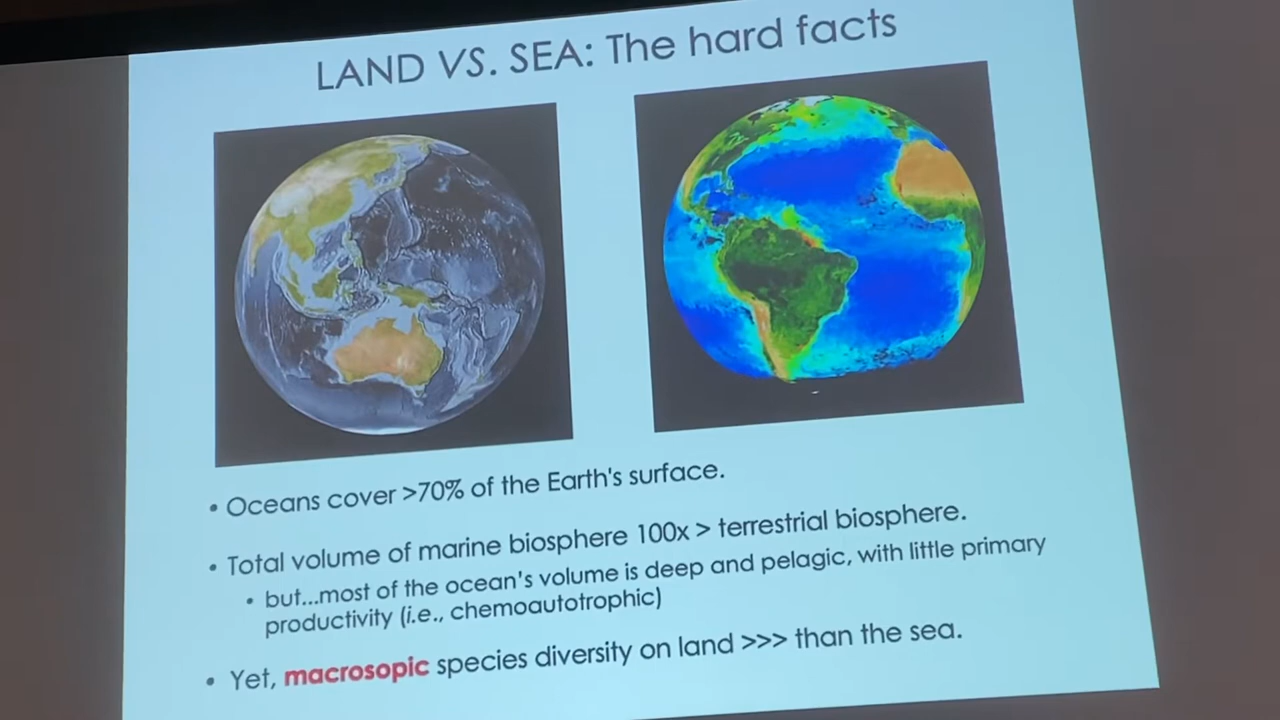 LAND VS. SEA: The hard facts
• Oceans cover >70% of the Earth's surface.
• Total volume of marine biosphere 100x > terrestrial biosphere.
• but...most of the ocean's volume is deep and pelagic, with little primary
productivity (i.e., chemoautotrophic)
• Yet, macrosopic species diversity on land >>> than the sea.